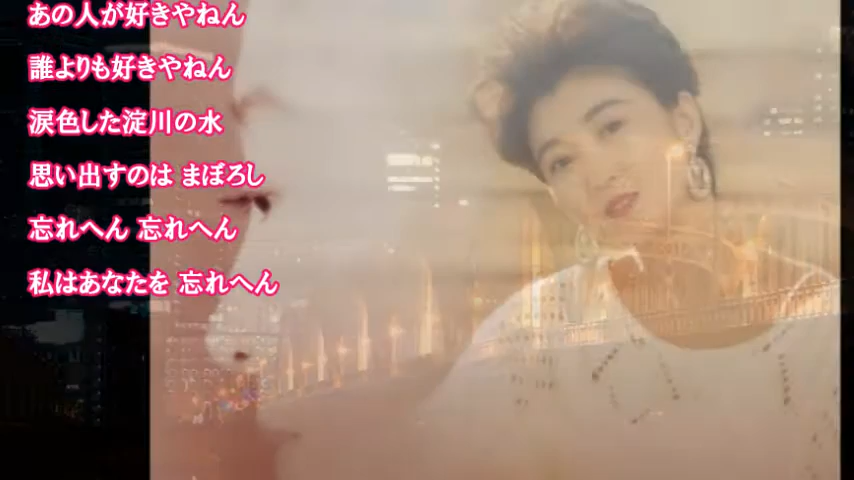 あの人が好きやねん
誰よりも好きやねん
涙色した淀川の水
思い出すのは まぼろし
忘れへん 忘れへん
私はあなたを 忘れへん